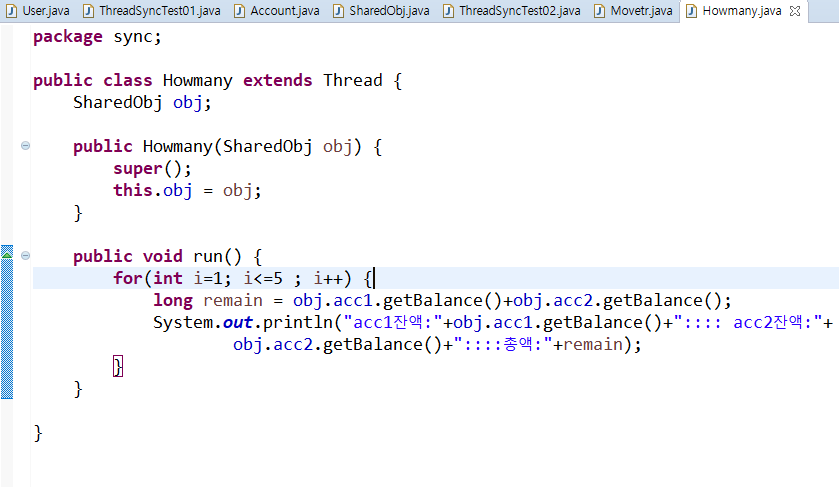 User.java ThreadSyncTest01.java Account.java SharedObj.java ThreadSyncTest02.java Movetr.java Howmany.java
package sync;
public class Howmany extends Thread {
SharedObj obj;
public Howmany(SharedObj obj) {
super();
this.obj = obj;
}
public void run() {
for(int i=1; i<=5 ; i++) {
long remain = obj.acc1.getBalance()+obj.acc2.getBalance();
System.out.println("acc1잔액:"+obj.acc1.getBalance()+":::: acc2잔액:"+
obj.acc2.getBalance()+"::::총액:"+remain);
}
}
}